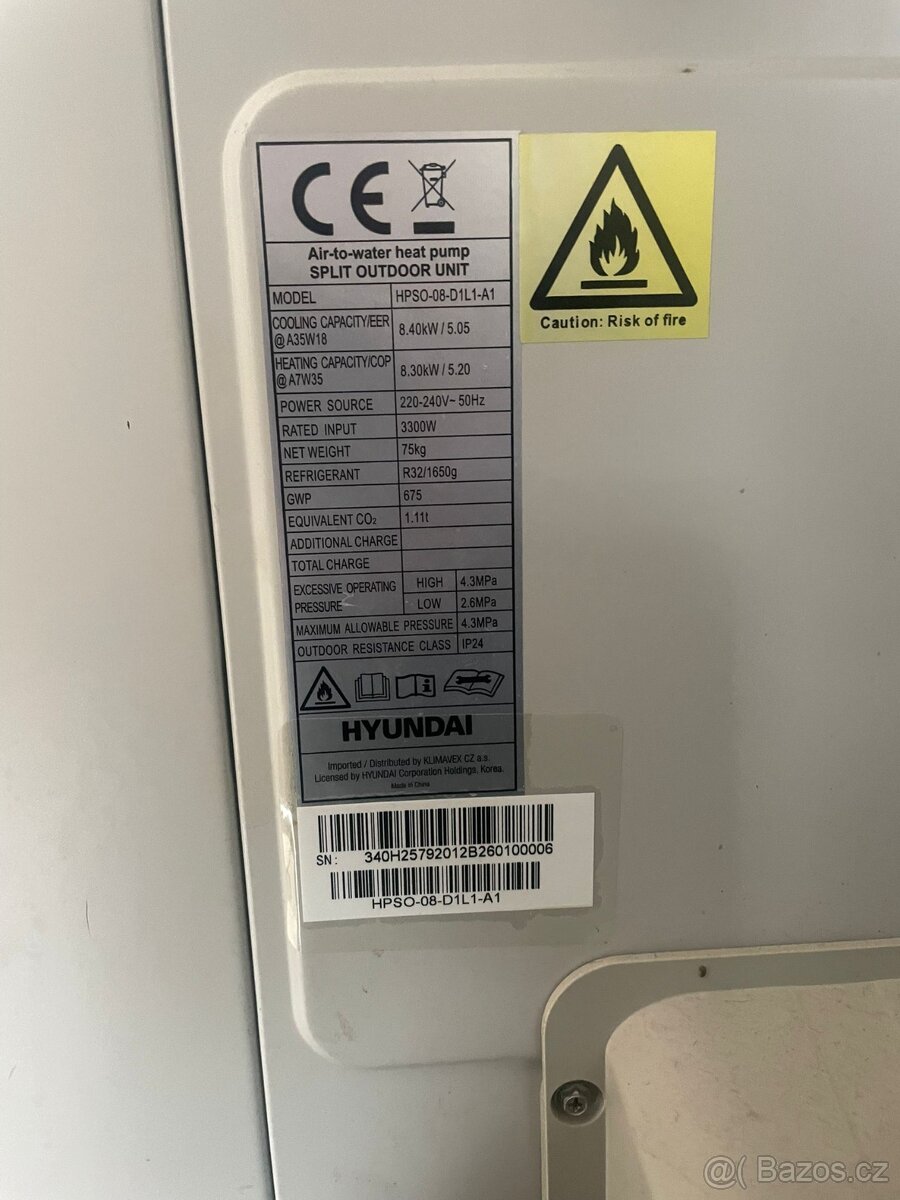 CE
Air-to-water heat pump
SPLIT OUTDOOR UNIT
MODEL HPSO-08-D1L1-A1
COOLING CAPACITY/EER
@A35W18
8.40kW / 5.05
HEATING CAPACITY/COP
@A7W35
8.30kW / 5.20
POWER SOURCE 220-240V~ 50Hz
RATED INPUT 3300W
NET WEIGHT 75kg
REFRIGERANT R32/1650g
GWP 675
EQUIVALENT CO₂ 1.11t
ADDITIONAL CHARGE
TOTAL CHARGE
EXCESSIVE OPERATING
PRESSURE
HIGH 4.3MPa
LOW 2.6MPa
MAXIMUM ALLOWABLE PRESSURE 4.3MPa
OUTDOOR RESISTANCE CLASS IP24
HYUNDAI
Imported / Distributed by KLIMAVEX CZ a.s.
Licensed by HYUNDAI Corporation Holdings, Korea.
Made in China
Caution: Risk of fire
SN: 340H25792012B260100006
HPSO-08-D1L1-A1
@( Bazos.cz